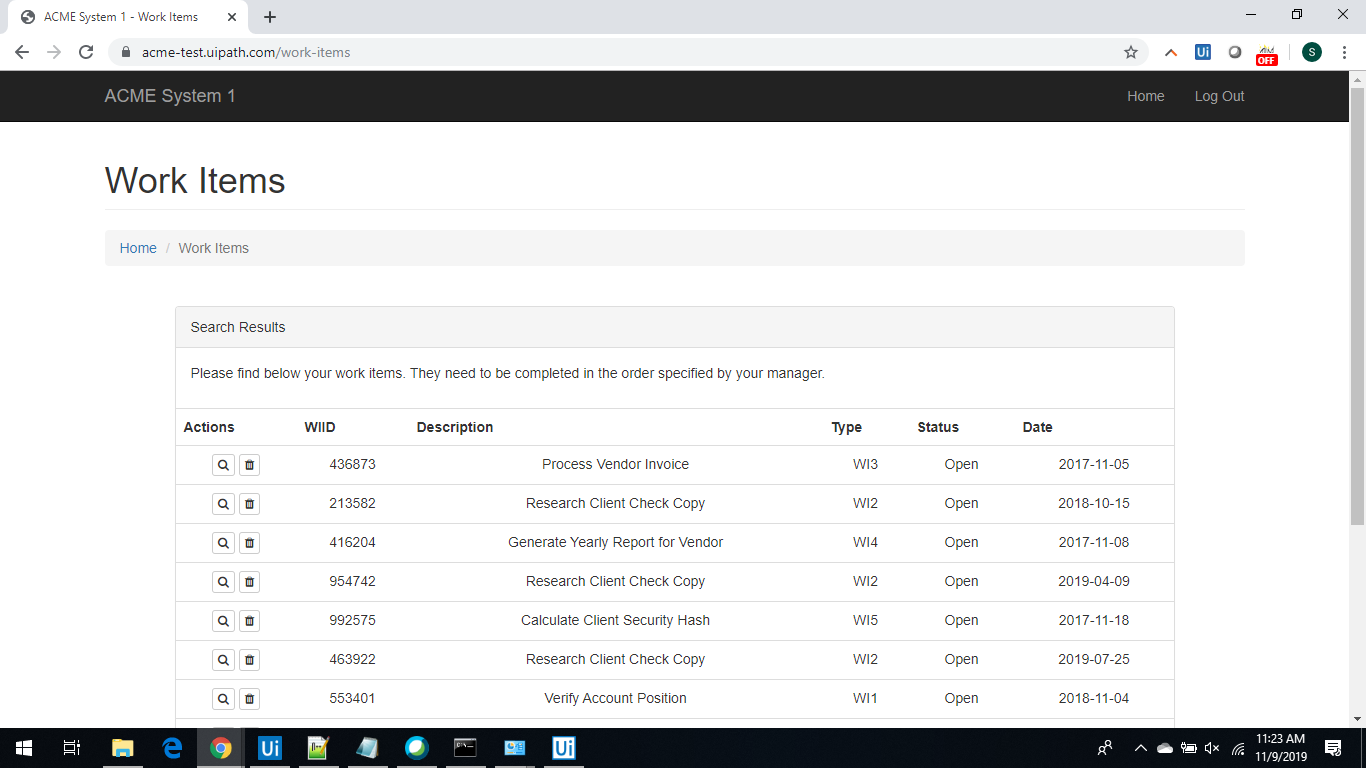 ACME System 1 - Work Items
acme-test.uipath.com/work-items
Ui
OFF
S
ACME System 1 Home Log Out
Work Items
Home / Work Items
Search Results
Please find below your work items. They need to be completed in the order specified by your manager.
Actions WIID Description Type Status Date
436873 Process Vendor Invoice WI3 Open 2017-11-05
213582 Research Client Check Copy WI2 Open 2018-10-15
416204 Generate Yearly Report for Vendor WI4 Open 2017-11-08
954742 Research Client Check Copy WI2 Open 2019-04-09
992575 Calculate Client Security Hash WI5 Open 2017-11-18
463922 Research Client Check Copy WI2 Open 2019-07-25
553401 Verify Account Position WI1 Open 2018-11-04
Ui Ui
11:23 AM
11/9/2019